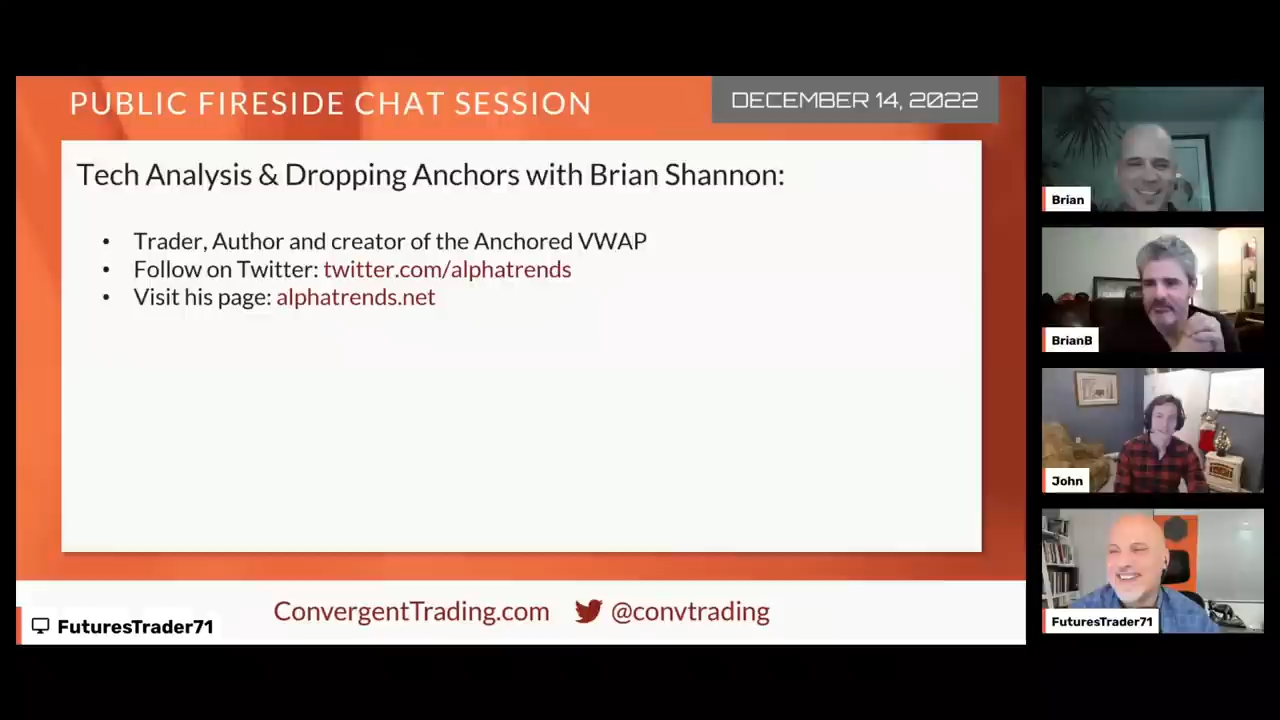 PUBLIC FIRESIDE CHAT SESSION
DECEMBER 14, 2022
Tech Analysis & Dropping Anchors with Brian Shannon:
• Trader, Author and creator of the Anchored VWAP
• Follow on Twitter: twitter.com/alphatrends
• Visit his page: alphatrends.net
ConvergentTrading.com @convtrading
FuturesTrader71
Brian
BrianB
John
FuturesTrader71